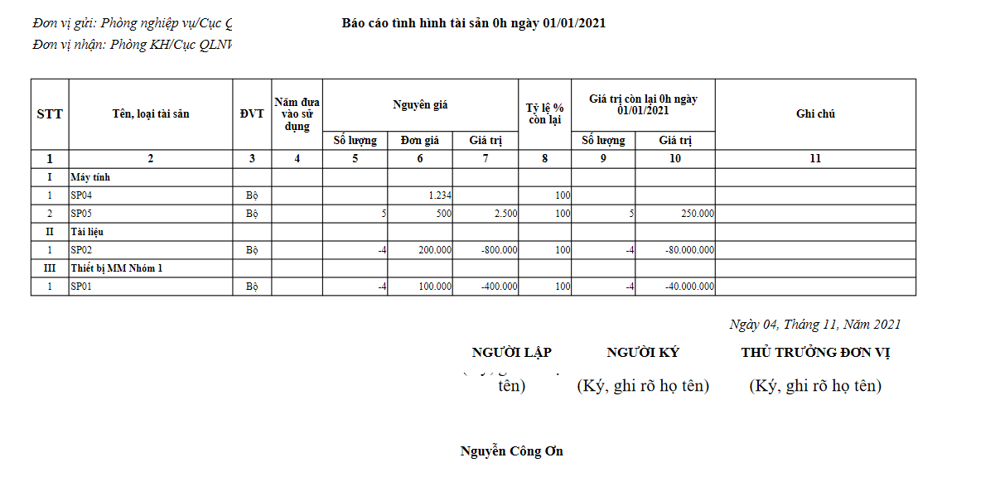 Đơn vị gửi: Phòng nghiệp vụ/Cục
Báo cáo tình hình tài sản 0h ngày 01/01/2021
Đơn vị nhận: Phòng KH/Cục QLNV
STT Tên, loại tài sản ĐVT Năm đưa vào sử dụng Nguyên giá Tỷ lệ % còn lại Giá trị còn lại 0h ngày 01/01/2021 Ghi chú
Số lượng Đơn giá Giá trị Số lượng Giá trị
1 2 3 4 5 6 7 8 9 10 11
I Máy tính
1 SP04 Bộ 1.234 100
2 SP05 Bộ 5 500 2.500 100 5 250.000
II Tài liệu
1 SP02 Bộ -4 200.000 -800.000 100 -4 -80.000.000
III Thiết bị MM Nhóm 1
1 SP01 Bộ -4 100.000 -400.000 100 -4 -40.000.000
Ngày 04, Tháng 11, Năm 2021
NGƯỜI LẬP NGƯỜI KÝ THỦ TRƯỞNG ĐƠN VỊ
tên) (Ký, ghi rõ họ tên) (Ký, ghi rõ họ tên)
Nguyễn Công Ơn